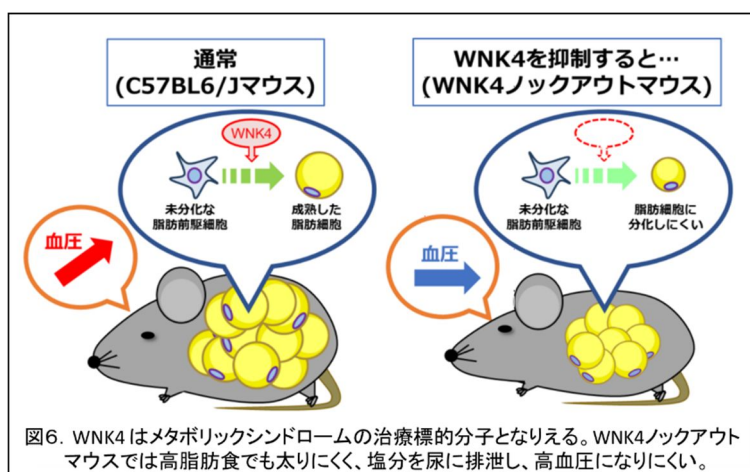 通常
(C57BL6/Jマウス)
WNK4
未分化な
脂肪前駆細胞
成熟した
脂肪細胞
血圧
WNK4を抑制すると…
(WNK4ノックアウトマウス)
未分化な
脂肪前駆細胞
脂肪細胞に
分化しにくい
血圧
図6. WNK4はメタボリックシンドロームの治療標的分子となりえる。WNK4ノックアウト
マウスでは高脂肪食でも太りにくく、塩分を尿に排泄し、高血圧になりにくい。